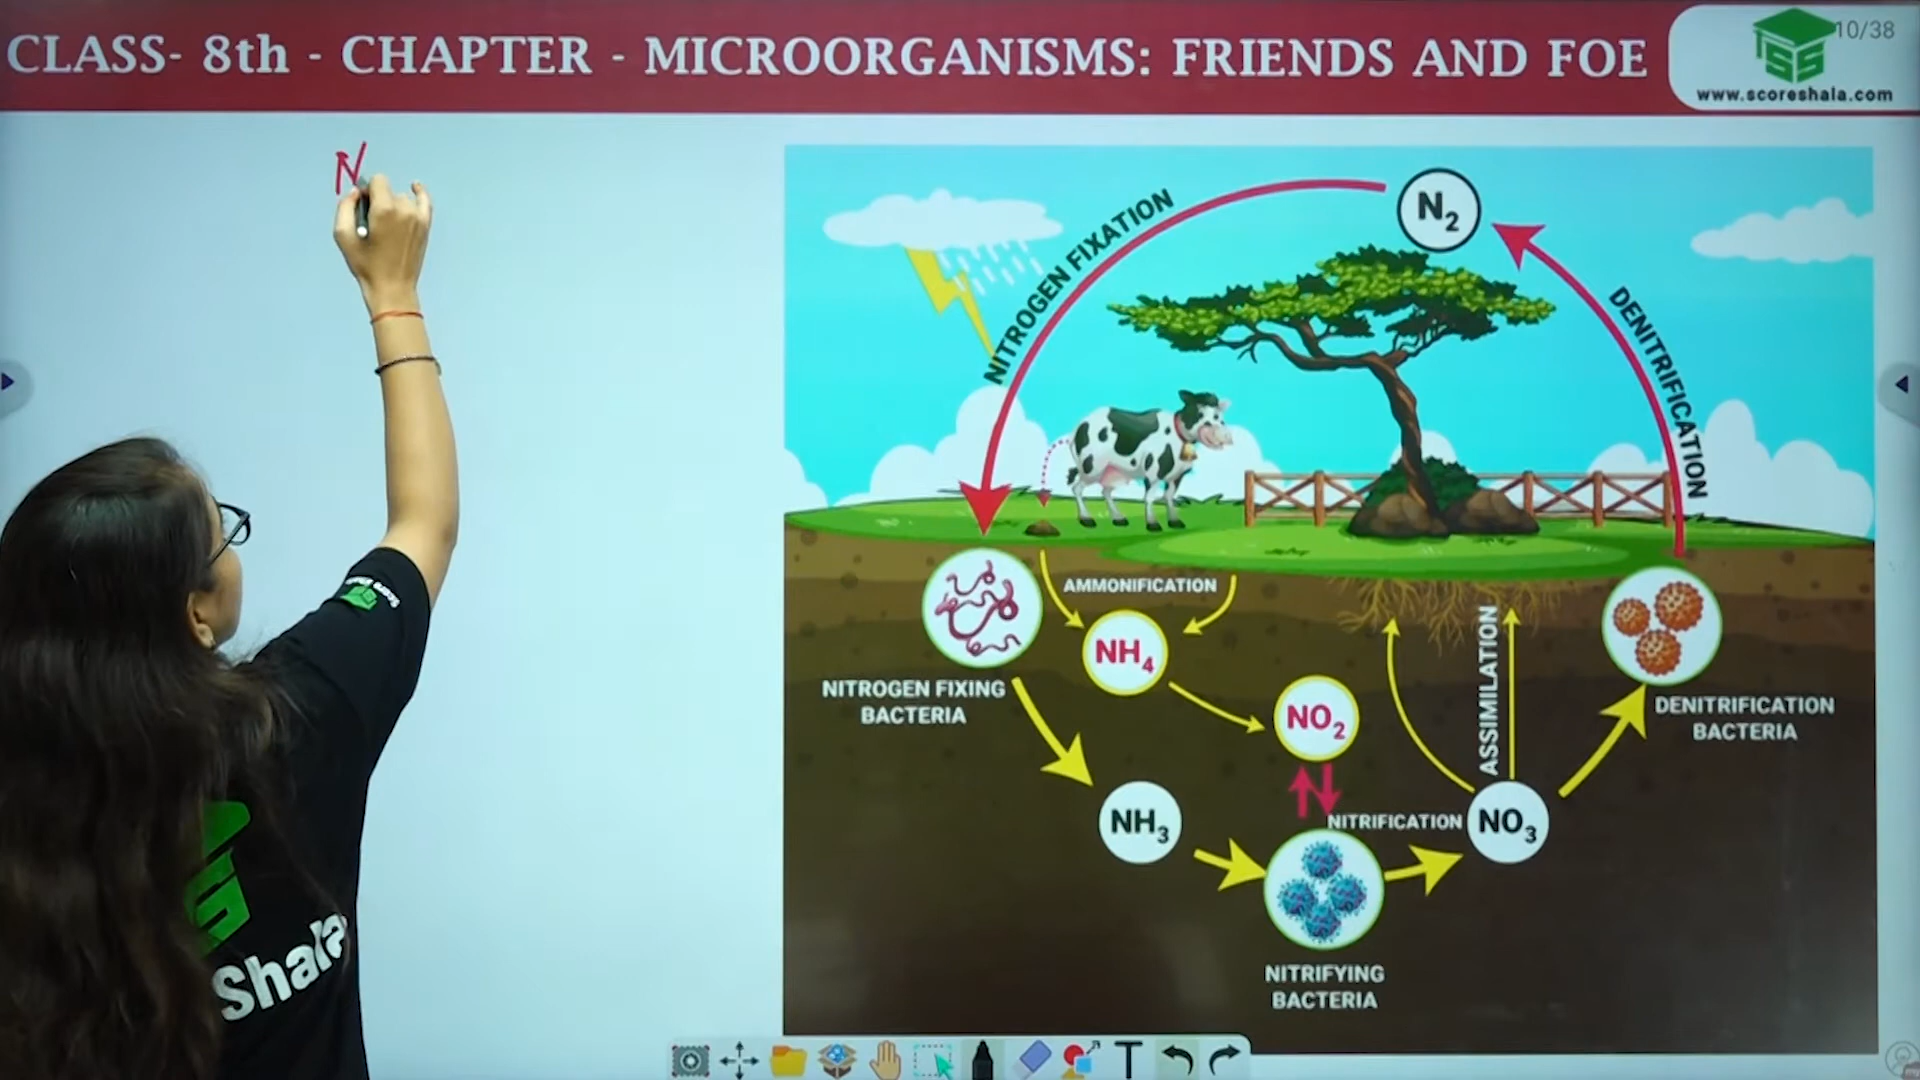 CLASS- 8th - CHAPTER - MICROORGANISMS: FRIENDS AND FOE
10/38
www.scoreshala.com
N
N2
NITROGEN FIXATION
DENITRIFICATION
AMMONIFICATION
NH4
NITROGEN FIXING
BACTERIA
NO2
ASSIMILATION
DENITRIFICATION
BACTERIA
NH3
NITRIFICATION
NO3
NITRIFYING
BACTERIA
Shala
T